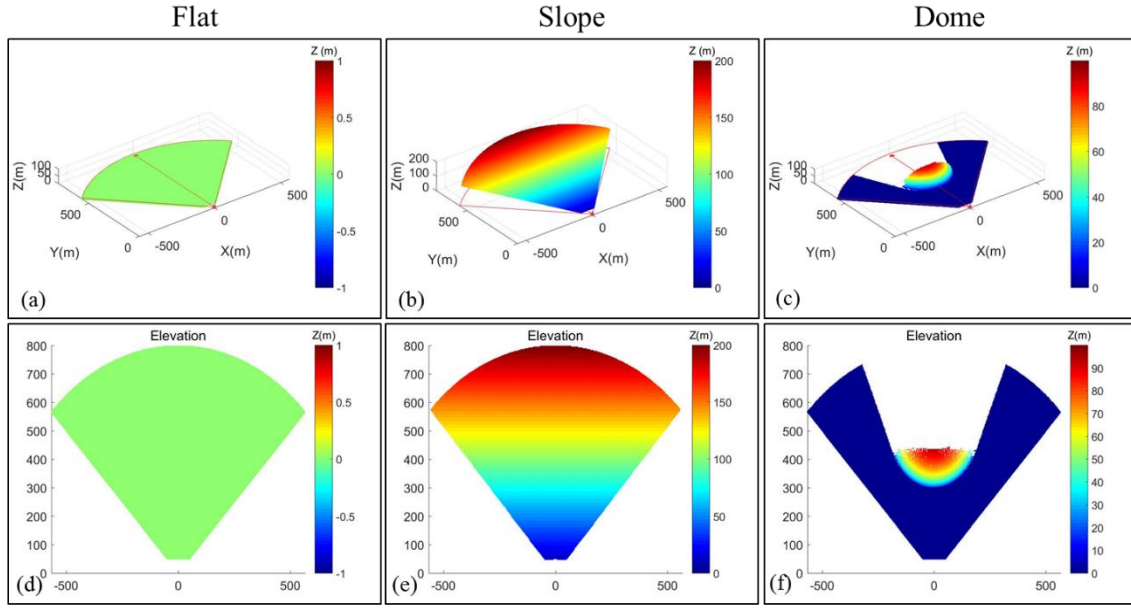 Flat Slope Dome
Z (m) Z (m) Z (m)
1 200 80
0.5 150 60
0 100 40
-0.5 50 20
-1 0 0
Z(m) 100 50 0 Z(m) 200 100 0 Z(m) 100 50 0
500 0 Y(m) -500 0 500 X(m)
500 0 Y(m) -500 0 500 X(m)
500 0 Y(m) -500 0 500 X(m)
(a) (b) (c)
Elevation Z(m) Elevation Z(m) Elevation Z(m)
800 1 800 200 800 90
700 700 700 80
600 0.5 600 150 600 70
500 500 500 60
400 0 400 100 400 50
300 300 300 40
200 -0.5 200 50 200 30
100 100 100 20
0 -1 0 0 0 10
0
-500 0 500 -500 0 500 -500 0 500
(d) (e) (f)